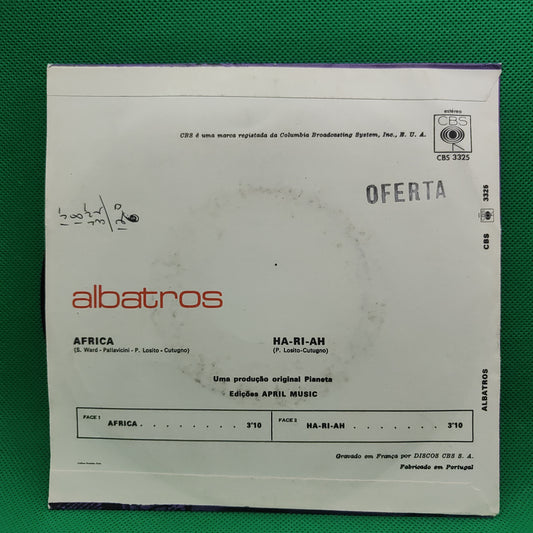 estéreo
CBS
CBS 3325
CBS é uma marca registada da Columbia Broadcasting System, Inc., E. U. A.
OFERTA
3325
CBS
ALBATROS
albatros
AFRICA
(S. Ward - Pallavicini - P. Losito - Cutugno)
HA-RI-AH
(P. Losito-Cutugno)
Uma produção original Pianeta
Edições APRIL MUSIC
FACE 1
AFRICA . . . . . . . . 3'10
FACE 2
HA-RI-AH . . . . . . . . 3'10
Gravado em França por DISCOS CBS S. A.
Fabricado em Portugal